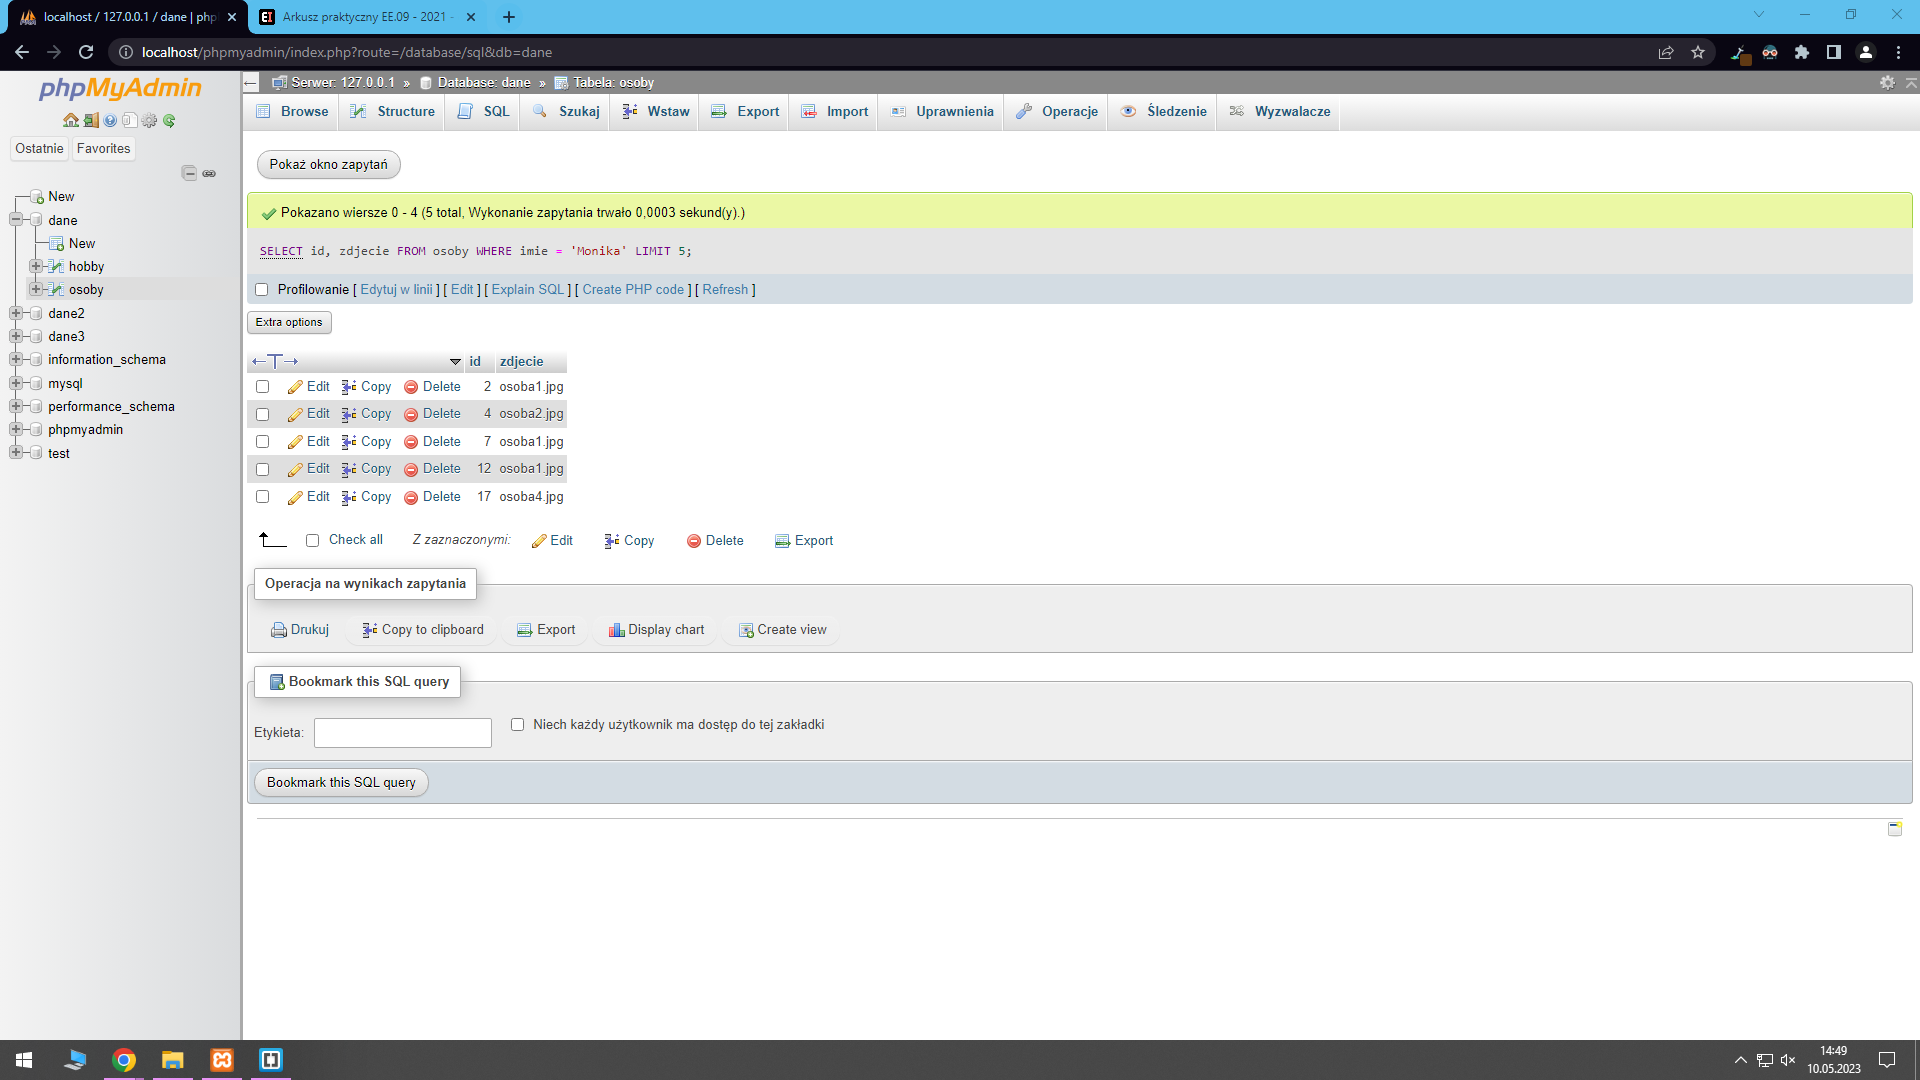 localhost / 127.0.0.1 / dane | php
Arkusz praktyczny EE.09 - 2021 -
localhost/phpmyadmin/index.php?route=/database/sql&db=dane
phpMyAdmin
Ostatnie Favorites
New
dane
New
hobby
osoby
dane2
dane3
information_schema
mysql
performance_schema
phpmyadmin
test
Serwer: 127.0.0.1 » Database: dane » Tabela: osoby
Browse Structure SQL Szukaj Wstaw Export Import Uprawnienia Operacje Śledzenie Wyzwalacze
Pokaż okno zapytań
Pokazano wiersze 0 - 4 (5 total, Wykonanie zapytania trwało 0,0003 sekund(y).)
SELECT id, zdjecie FROM osoby WHERE imie = 'Monika' LIMIT 5;
Profilowanie [ Edytuj w linii ] [ Edit ] [ Explain SQL ] [ Create PHP code ] [ Refresh ]
Extra options
←T→ id zdjecie
Edit Copy Delete 2 osoba1.jpg
Edit Copy Delete 4 osoba2.jpg
Edit Copy Delete 7 osoba1.jpg
Edit Copy Delete 12 osoba1.jpg
Edit Copy Delete 17 osoba4.jpg
Check all Z zaznaczonymi: Edit Copy Delete Export
Operacja na wynikach zapytania
Drukuj Copy to clipboard Export Display chart Create view
Bookmark this SQL query
Etykieta: Niech każdy użytkownik ma dostęp do tej zakładki
Bookmark this SQL query
14:49
10.05.2023